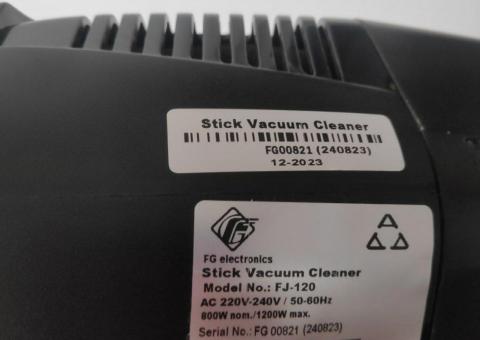 Stick Vacuum Cleaner
FG00821 (240823)
12-2023
FG
FG electronics
Stick Vacuum Cleaner
Model No.: FJ-120
AC 220V-240V / 50-60Hz
800W nom./1200W max.
Serial No.: FG 00821 (240823)